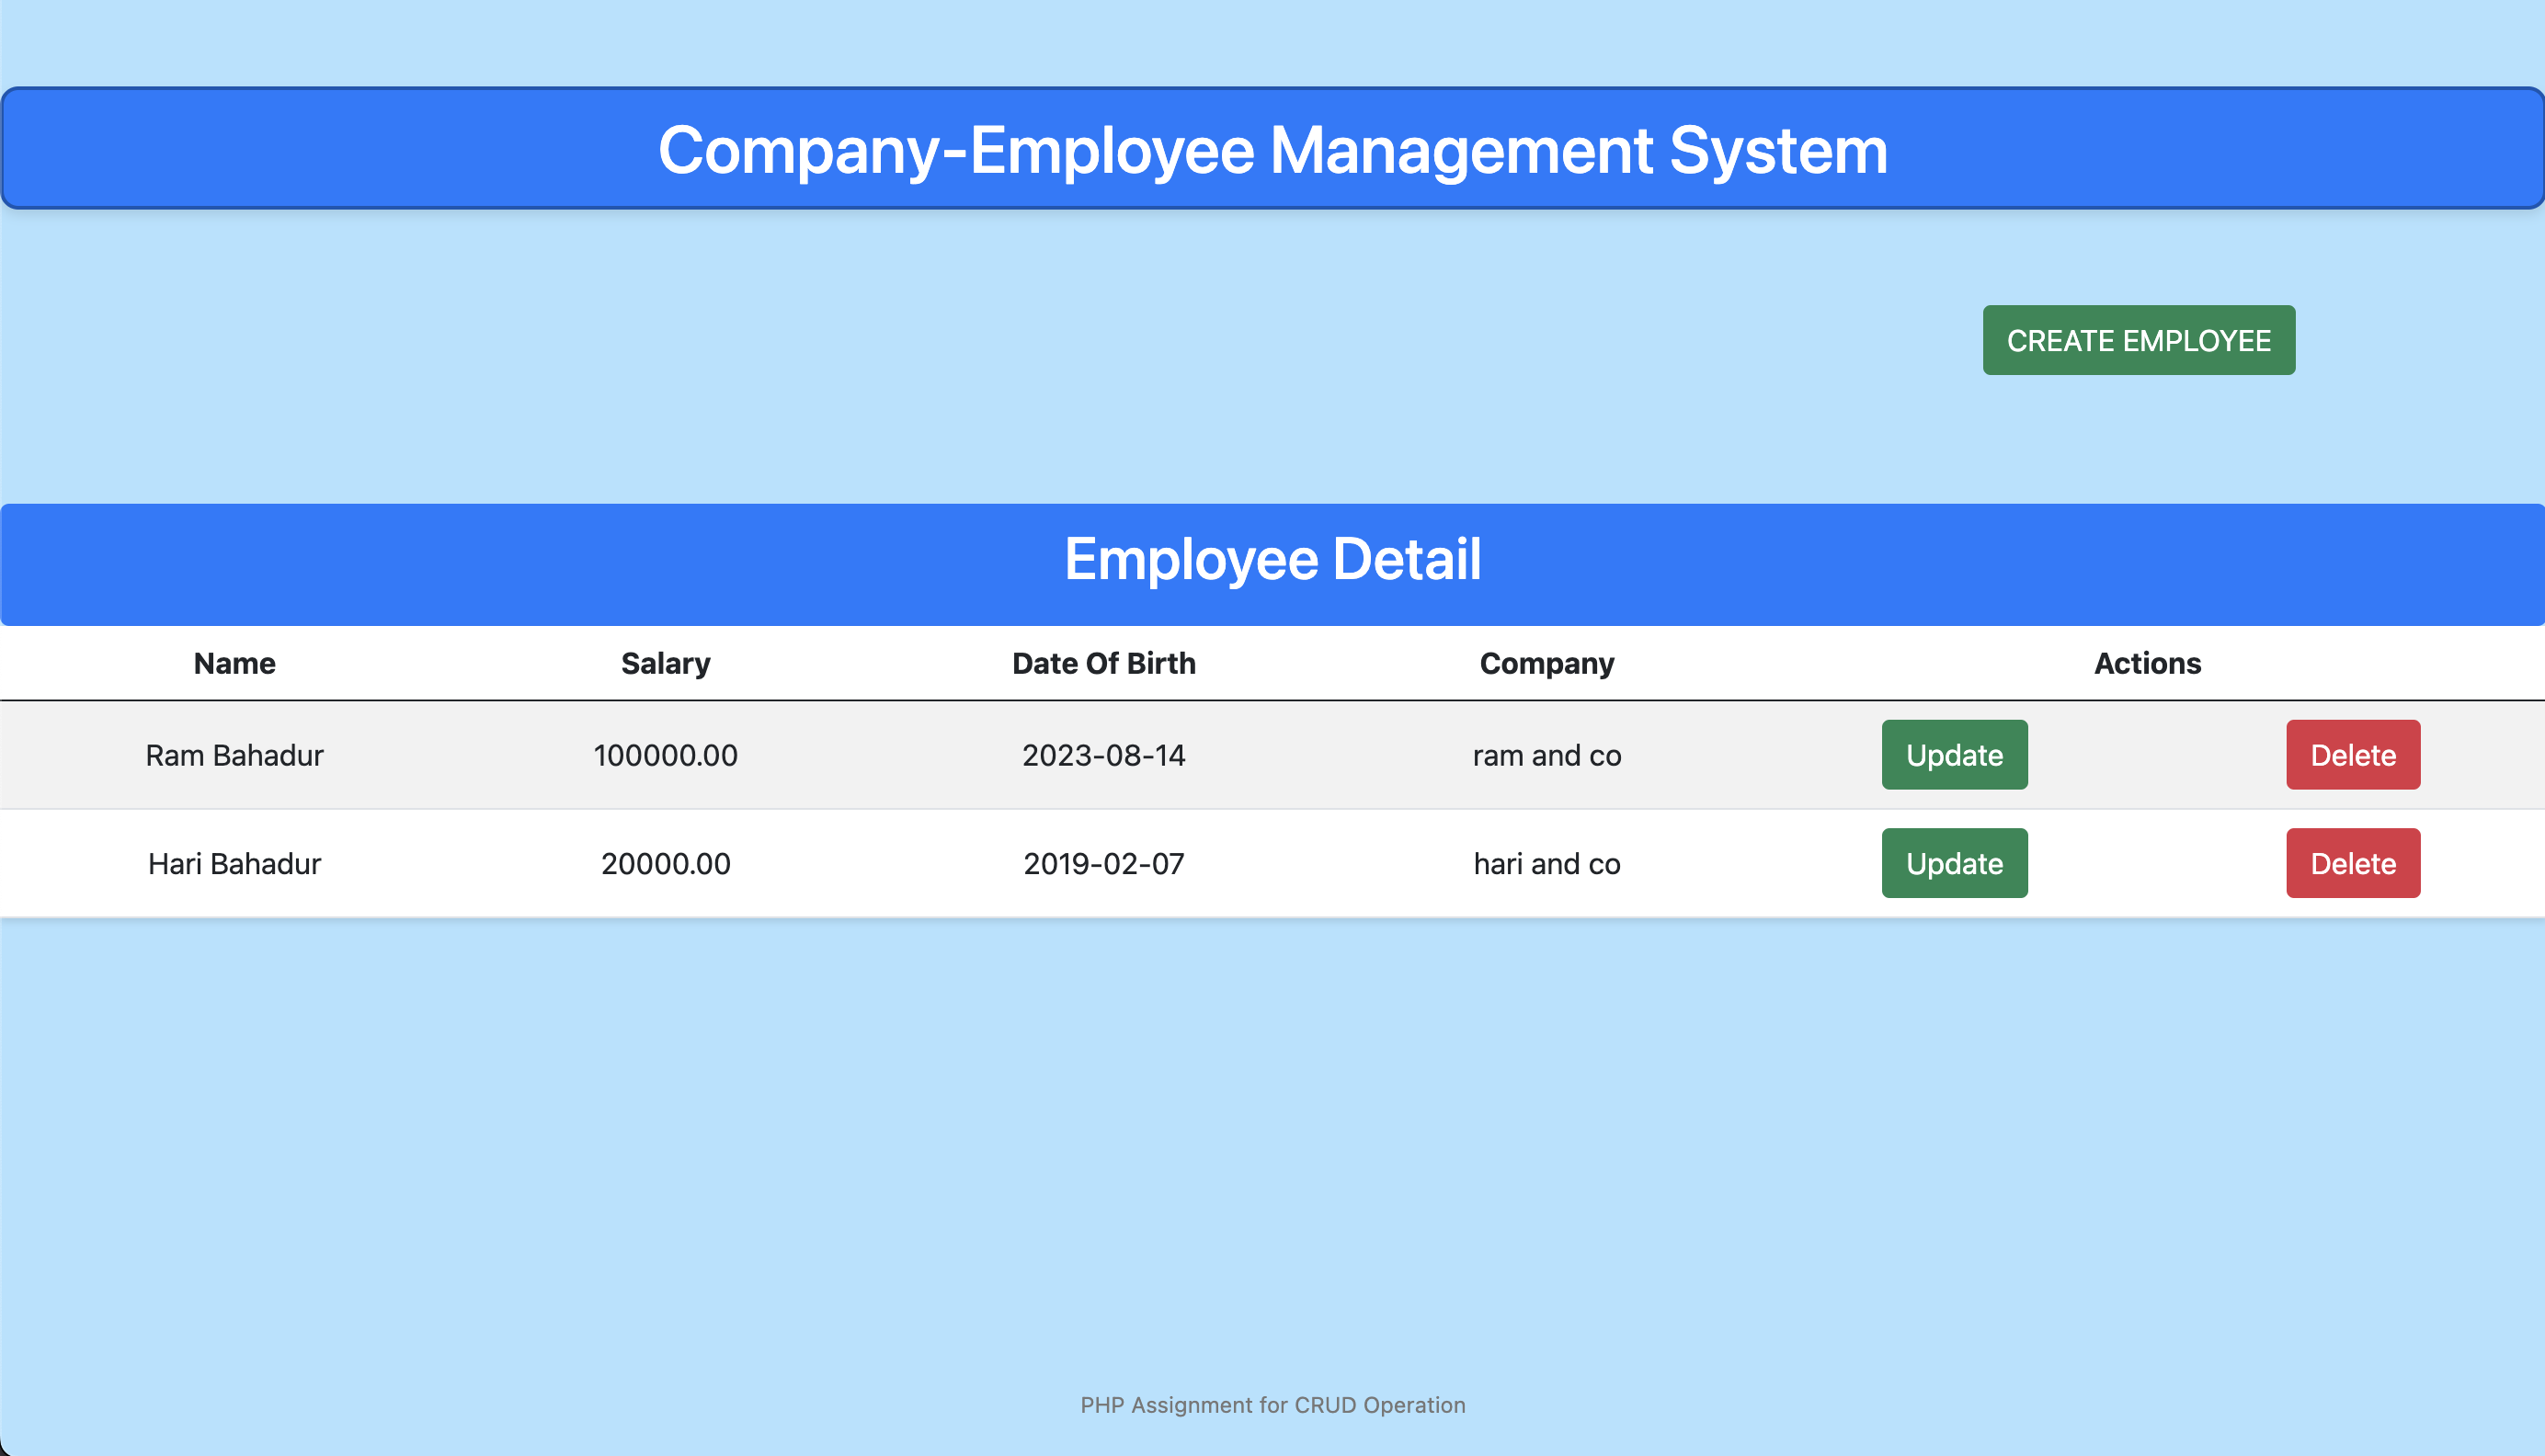 Company-Employee Management System
CREATE EMPLOYEE
Employee Detail
Name Salary Date Of Birth Company Actions
Ram Bahadur 100000.00 2023-08-14 ram and co Update Delete
Hari Bahadur 20000.00 2019-02-07 hari and co Update Delete
PHP Assignment for CRUD Operation